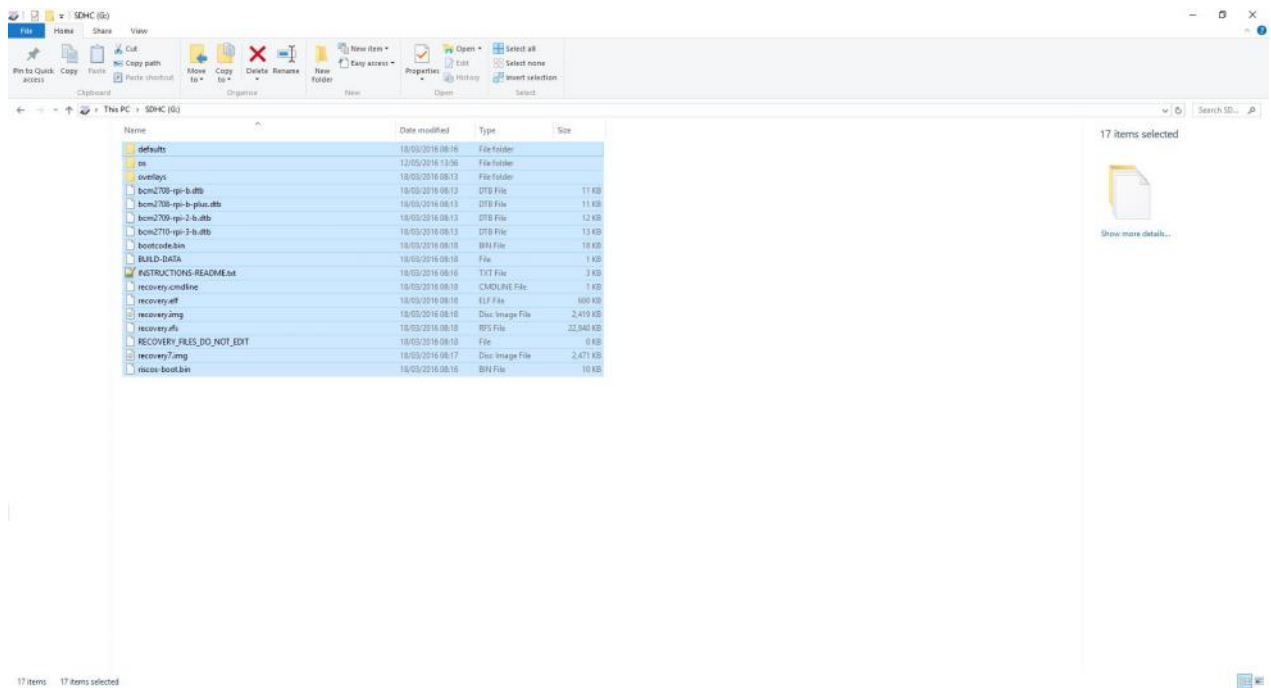 SDHC (G:)
File Home Share View
Pin to Quick access Copy Paste Cut Copy path Paste shortcut Move to Copy to Delete Rename New folder New item Easy access Properties Open Edit History Select all Select none Invert selection
Clipboard Organise New Open Select
This PC SDHC (G:) Search SD...
Name Date modified Type Size
defaults 18/03/2016 08:16 File folder
os 12/05/2016 13:56 File folder
overlays 18/03/2016 08:13 File folder
bcm2708-rpi-b.dtb 18/03/2016 08:13 DTB File 11 KB
bcm2708-rpi-b-plus.dtb 18/03/2016 08:13 DTB File 11 KB
bcm2709-rpi-2-b.dtb 18/03/2016 08:13 DTB File 12 KB
bcm2710-rpi-3-b.dtb 18/03/2016 08:13 DTB File 13 KB
bootcode.bin 18/03/2016 08:18 BIN File 18 KB
BUILD-DATA 18/03/2016 08:18 File 1 KB
INSTRUCTIONS-README.txt 18/03/2016 08:16 TXT File 3 KB
recovery.cmdline 18/03/2016 08:18 CMDLINE File 1 KB
recovery.elf 18/03/2016 08:18 ELF File 600 KB
recovery.img 18/03/2016 08:18 Disc Image File 2,419 KB
recovery.rfs 18/03/2016 08:18 RFS File 22,840 KB
RECOVERY_FILES_DO_NOT_EDIT 18/03/2016 08:18 File 0 KB
recovery7.img 18/03/2016 08:17 Disc Image File 2,471 KB
riscos-boot.bin 18/03/2016 08:16 BIN File 10 KB
17 items selected
Show more details...
17 items 17 items selected